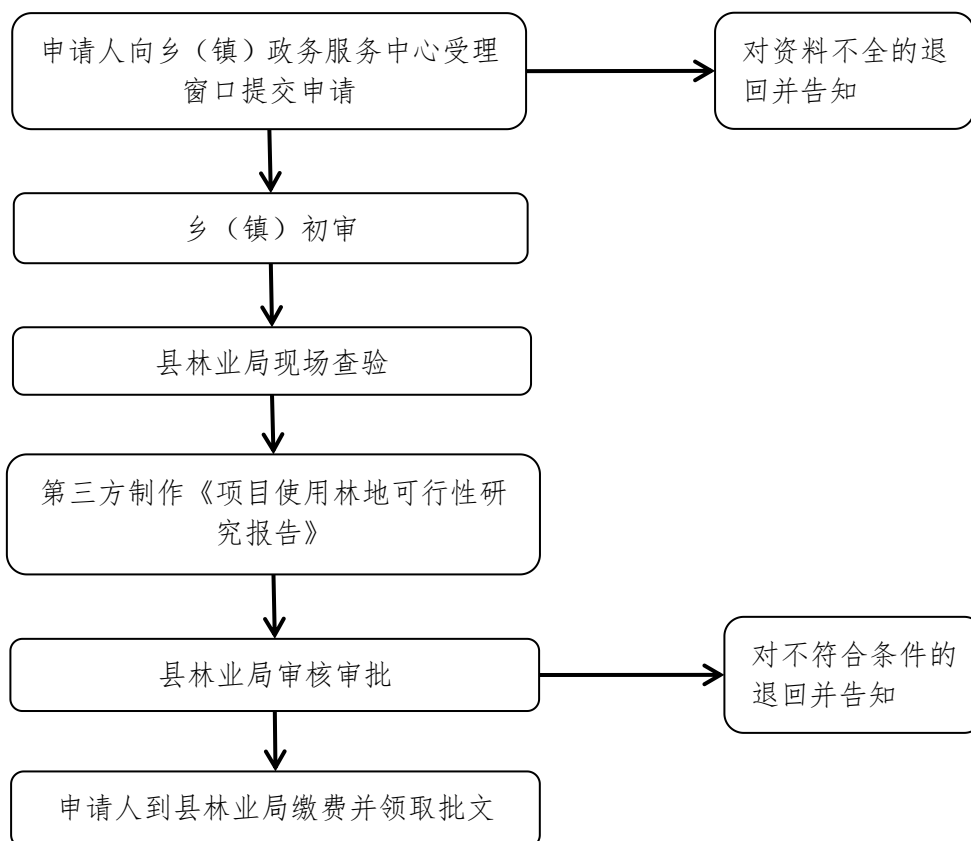 申请人向乡（镇）政务服务中心受理
窗口提交申请
对资料不全的退
回并告知
乡（镇）初审
县林业局现场查验
第三方制作《项目使用林地可行性研
究报告》
县林业局审核审批
对不符合条件的
退回并告知
申请人到县林业局缴费并领取批文